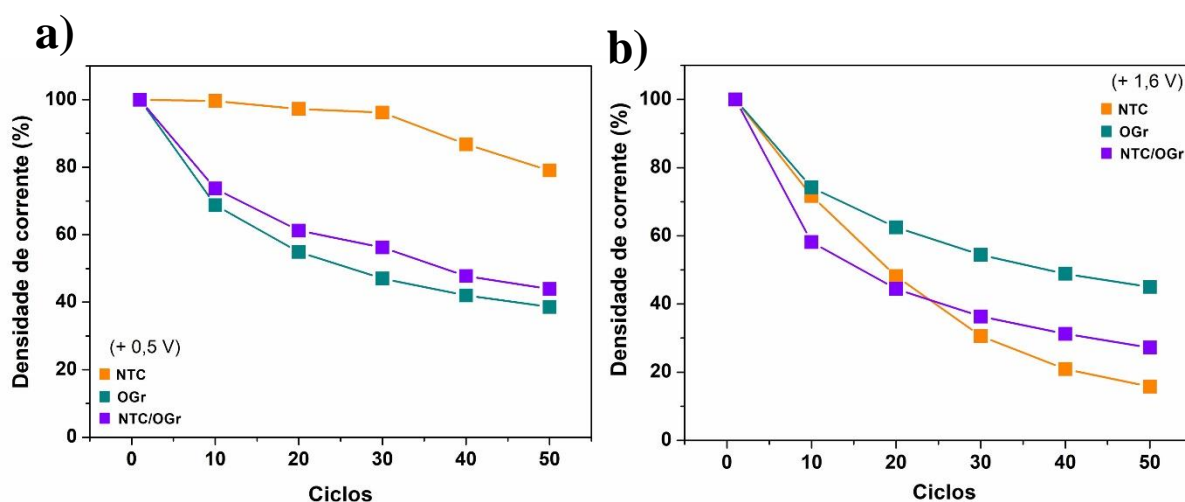 a)
Densidade de corrente (%)
100
80
60
40
20
0
(+ 0,5 V)
NTC
OGr
NTC/OGr
0 10 20 30 40 50
Ciclos
b)
Densidade de corrente (%)
100
80
60
40
20
0
(+ 1,6 V)
NTC
OGr
NTC/OGr
0 10 20 30 40 50
Ciclos